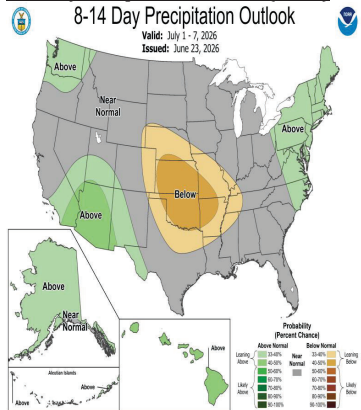 8-14 Day Precipitation Outlook
Valid: July 1 - 7, 2026
Issued: June 23, 2026
NOAA
Above
Near
Normal
Above
Below
Above
Above
Near
Normal
Aleutian Islands
Above
Above
Above
Probability
(Percent Chance)
Above Normal
Below Normal
Leaning
Above
33-40%
40-50%
50-60%
60-70%
70-80%
80-90%
90-100%
Likely
Above
Near
Normal
33-40%
40-50%
50-60%
60-70%
70-80%
80-90%
90-100%
Leaning
Below
Likely
Below